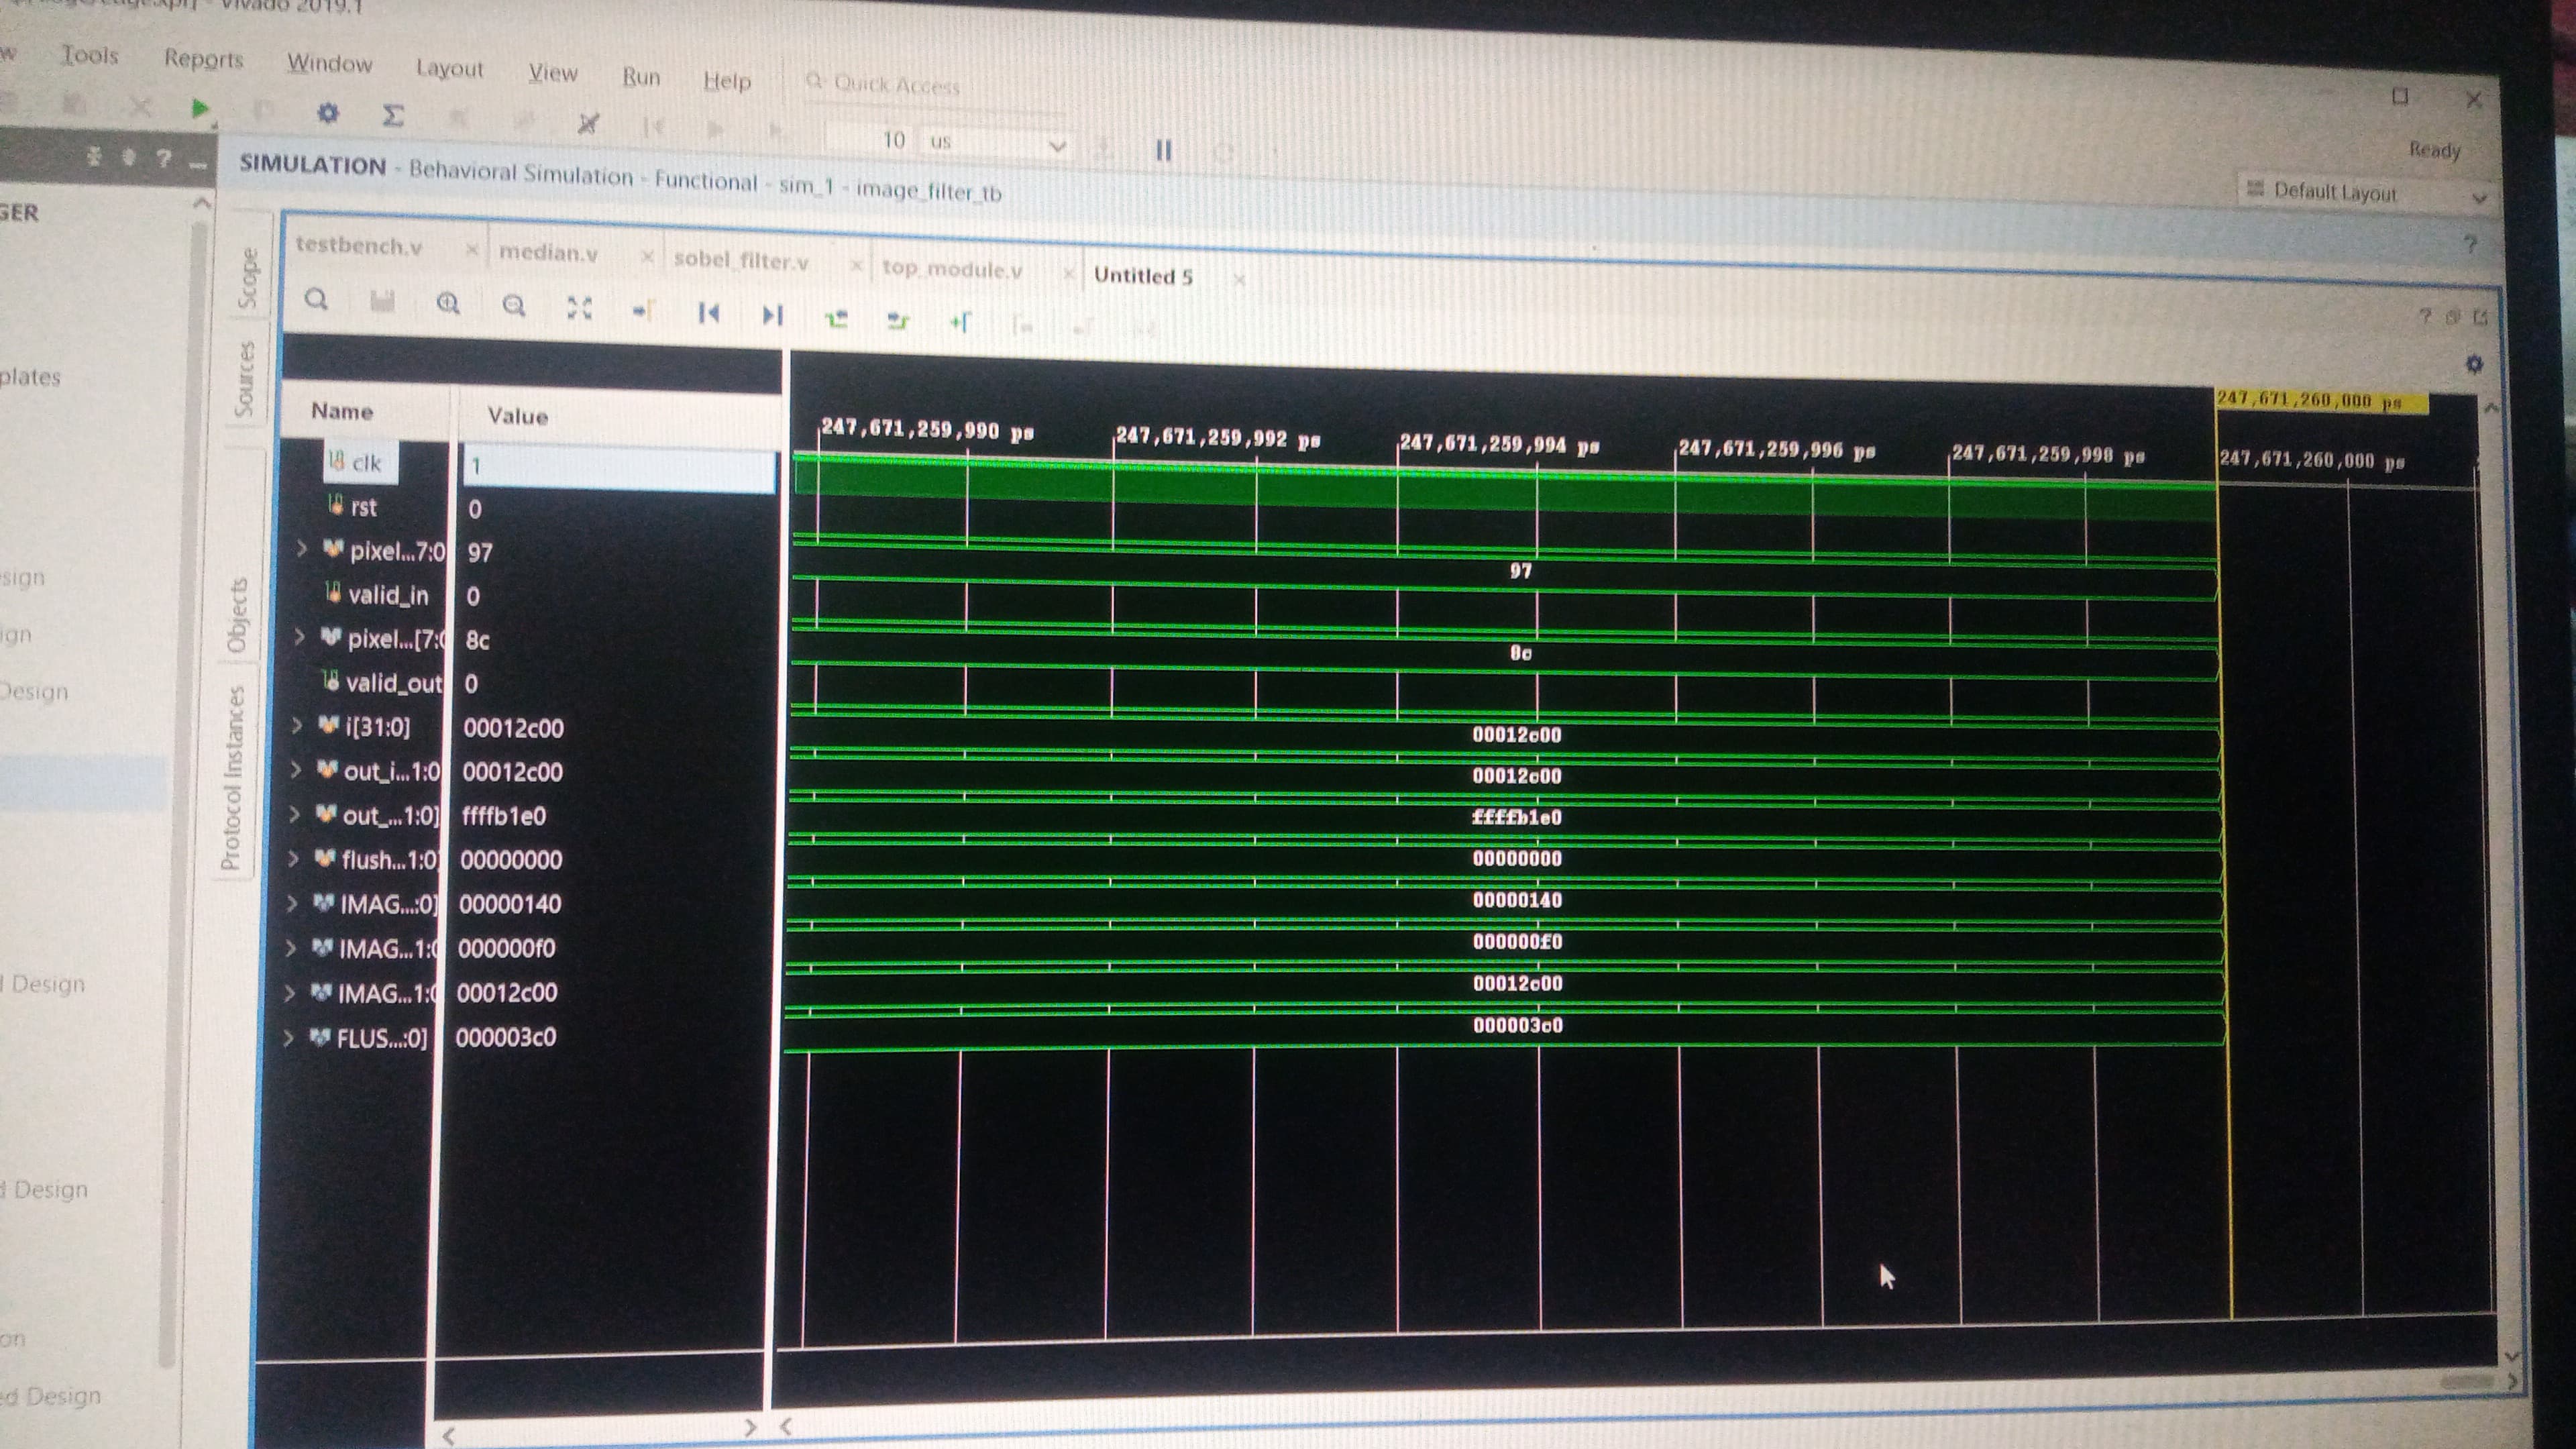 Vivado 2019.1
Tools Reports Window Layout View Run Help Quick Access
10 us
Ready
SIMULATION - Behavioral Simulation - Functional - sim_1 - image_filter_tb
Default Layout
GER
testbench.v × median.v × sobel_filter.v × top_module.v × Untitled 5 ×
Scope
Sources
Objects
Protocol Instances
plates
sign
ign
Design
l Design
d Design
on
ed Design
Name Value
247,671,260,000 ps
247,671,259,990 ps 247,671,259,992 ps 247,671,259,994 ps 247,671,259,996 ps 247,671,259,998 ps 247,671,260,000 ps
clk 1
rst 0
pixel...7:0 97 97
valid_in 0
pixel...[7:0 8c 8c
valid_out 0
i[31:0] 00012c00 00012c00
out_i...1:0 00012c00 00012c00
out_...1:0] ffffb1e0 ffffb1e0
flush...1:0] 00000000 00000000
IMAG...:0] 00000140 00000140
IMAG...1:0 000000f0 000000f0
IMAG...1:0 00012c00 00012c00
FLUS...:0] 000003c0 000003c0